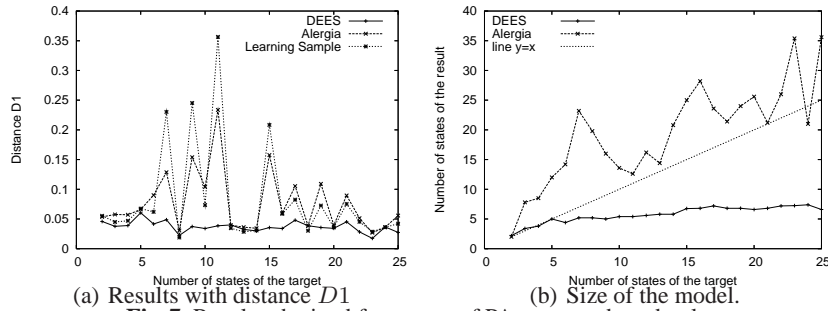 DEES
Alergia
Learning Sample
0.4
0.35
0.3
0.25
0.2
0.15
0.1
0.05
0
Distance D1
0 5 10 15 20 25
Number of states of the target
(a) Results with distance D1
DEES
Alergia
line y=x
40
35
30
25
20
15
10
5
0
Number of states of the result
0 5 10 15 20 25
Number of states of the target
(b) Size of the model.